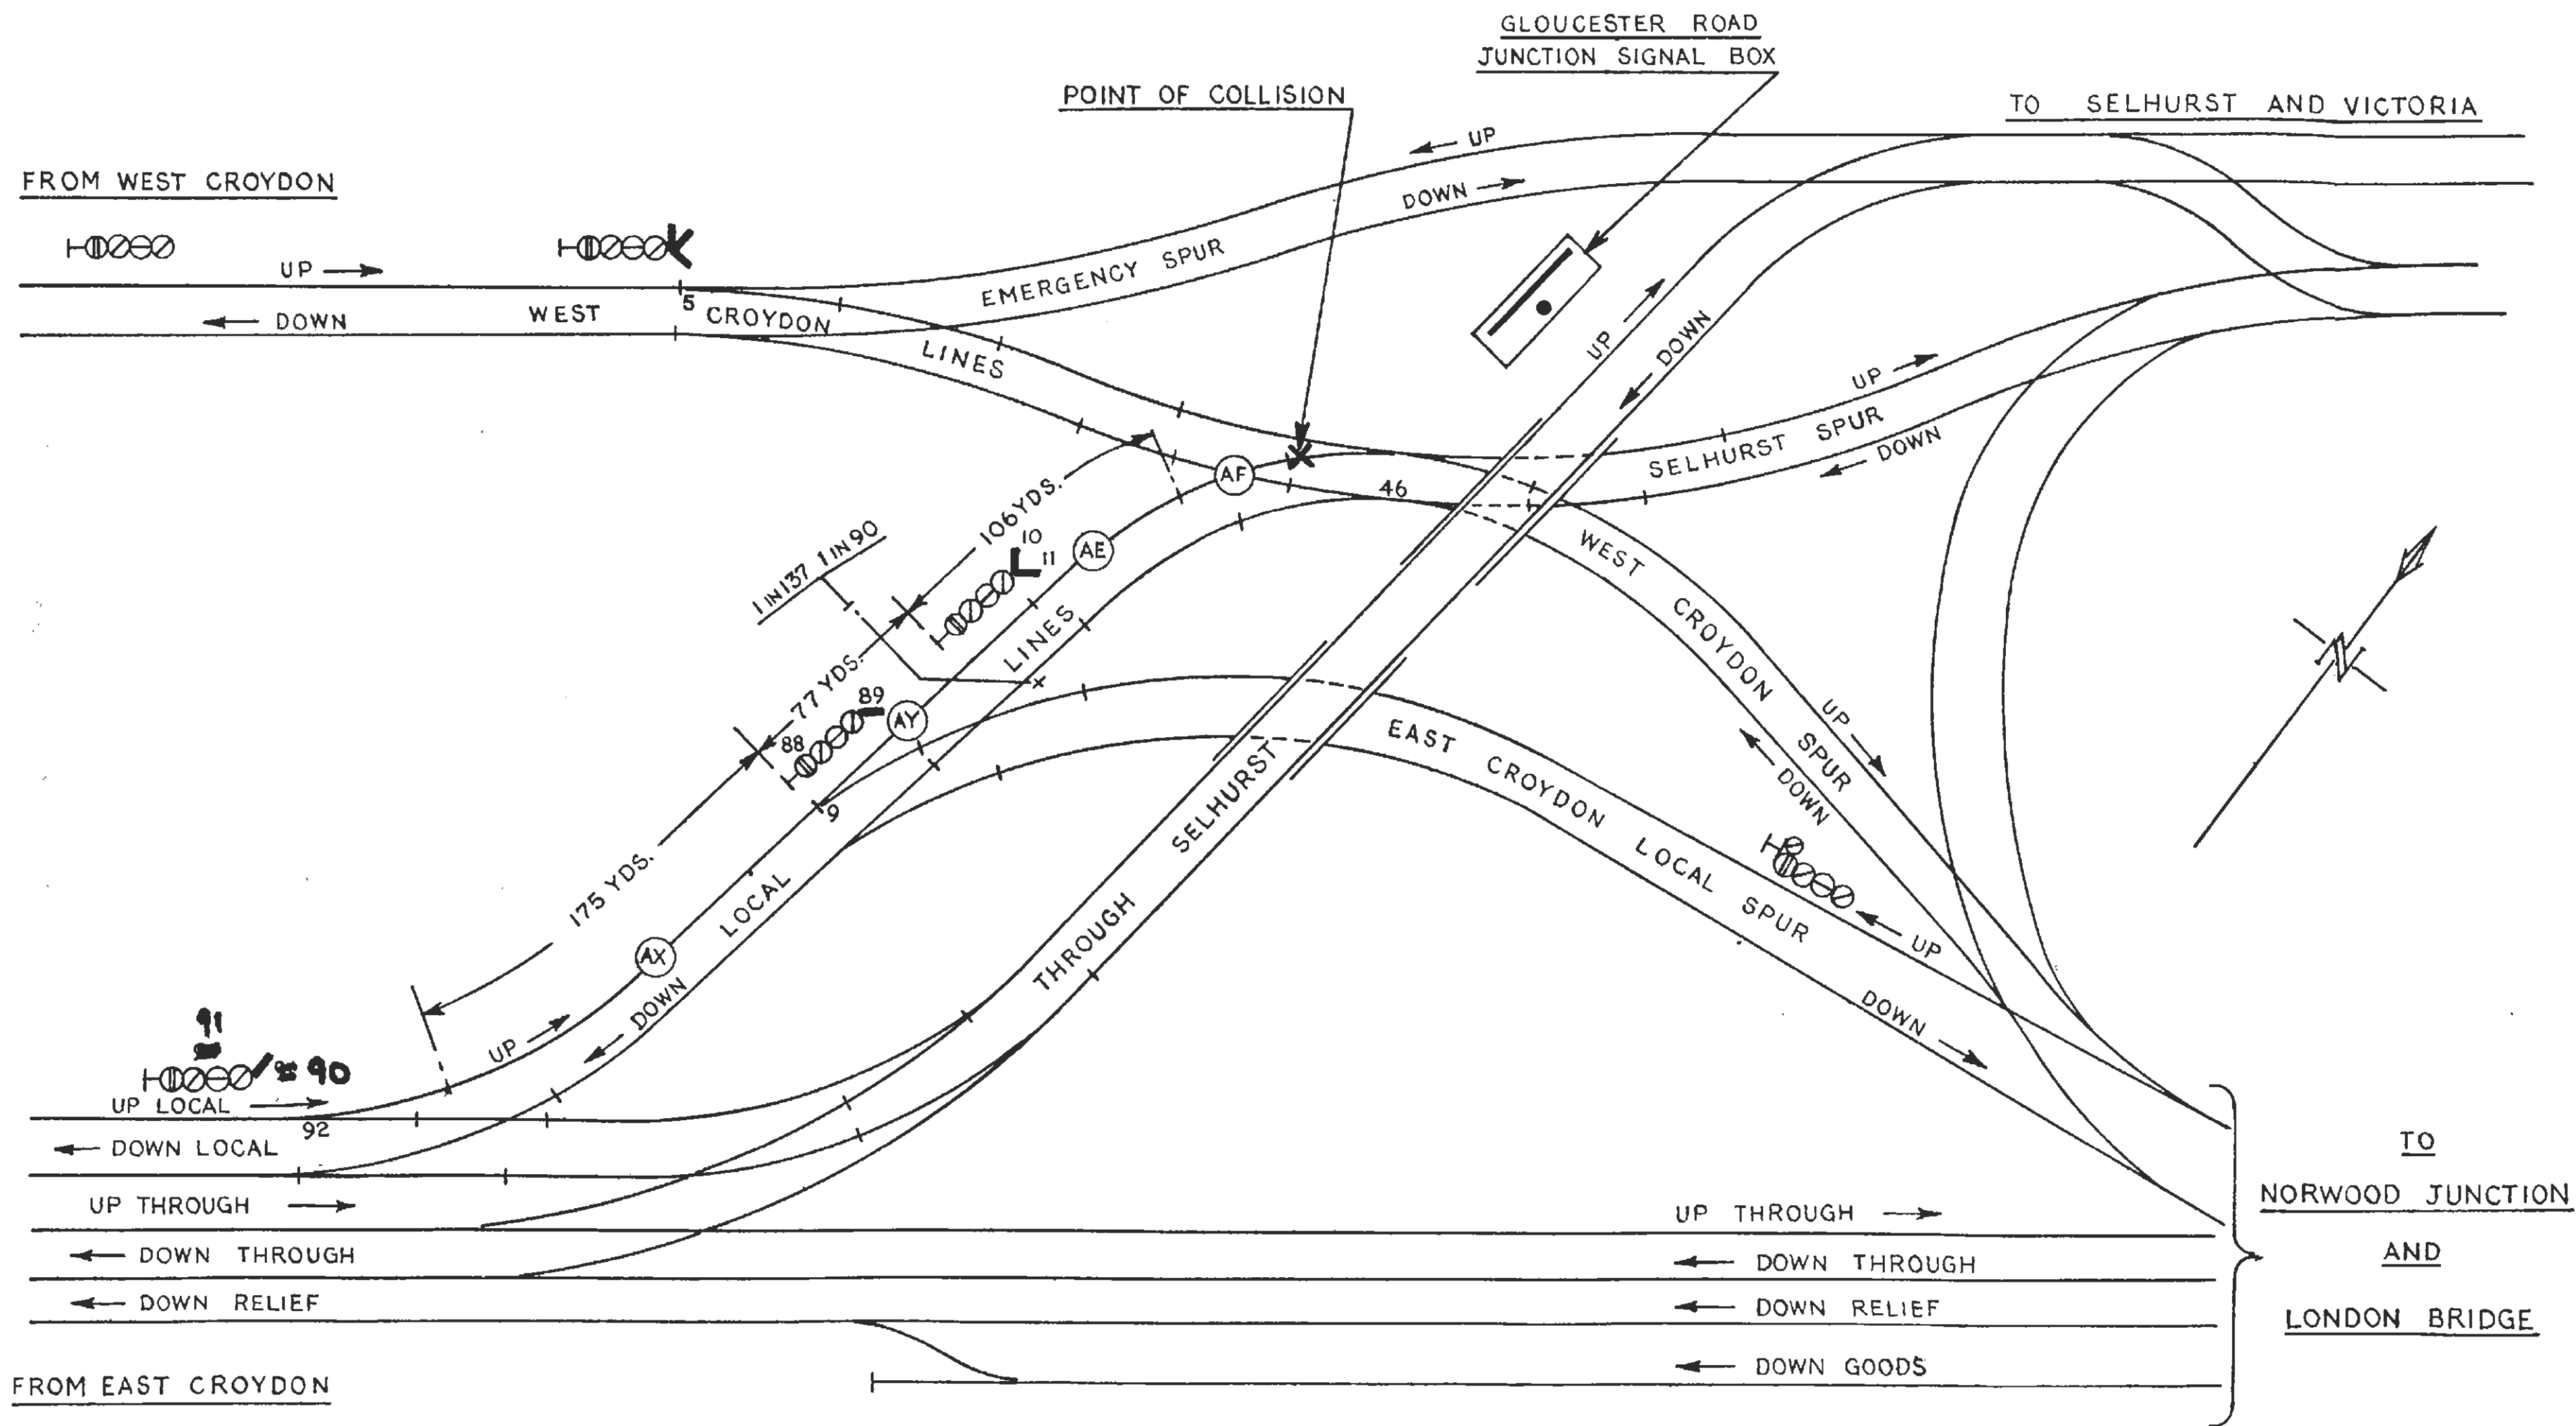 GLOUCESTER ROAD
JUNCTION SIGNAL BOX
POINT OF COLLISION
TO SELHURST AND VICTORIA
UP
DOWN
FROM WEST CROYDON
EMERGENCY SPUR
UP
5
DOWN
WEST CROYDON
LINES
UP
DOWN
UP
SELHURST SPUR
DOWN
AF
46
106 YDS.
10
11
AE
1 IN 137 1 IN 90
WEST CROYDON SPUR
LINES
77 YDS.
89
88
AY
9
UP
DOWN
EAST CROYDON LOCAL SPUR
UP
DOWN
THROUGH SELHURST
175 YDS.
LOCAL
AX
DOWN
UP
91
90
UP LOCAL
92
DOWN LOCAL
UP THROUGH
DOWN THROUGH
DOWN RELIEF
UP THROUGH
DOWN THROUGH
DOWN RELIEF
DOWN GOODS
TO
NORWOOD JUNCTION
AND
LONDON BRIDGE
N
FROM EAST CROYDON